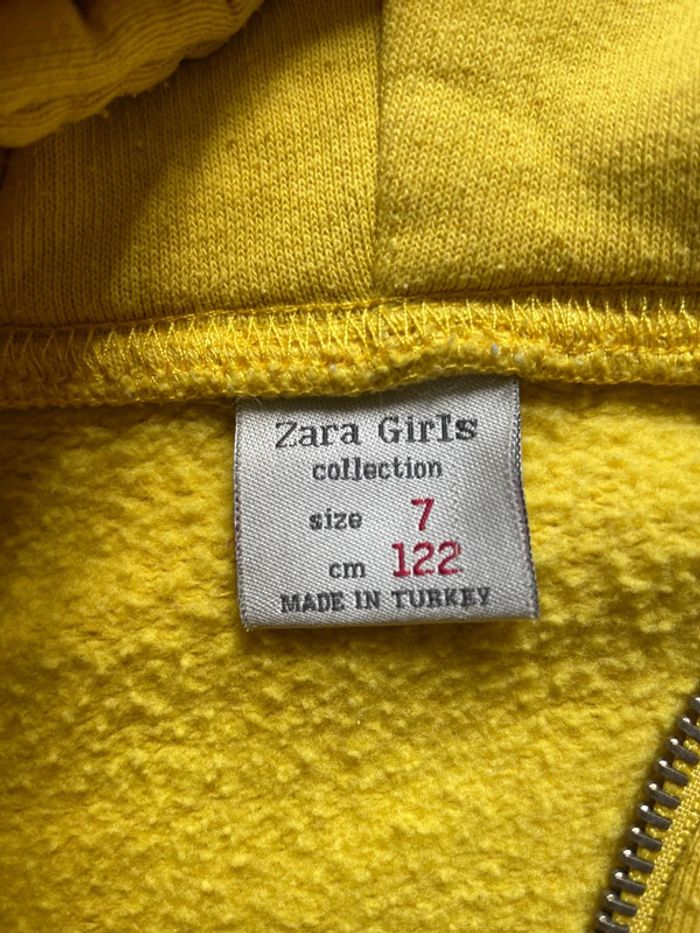 Zara Girls
collection
size 7
cm 122
MADE IN TURKEY